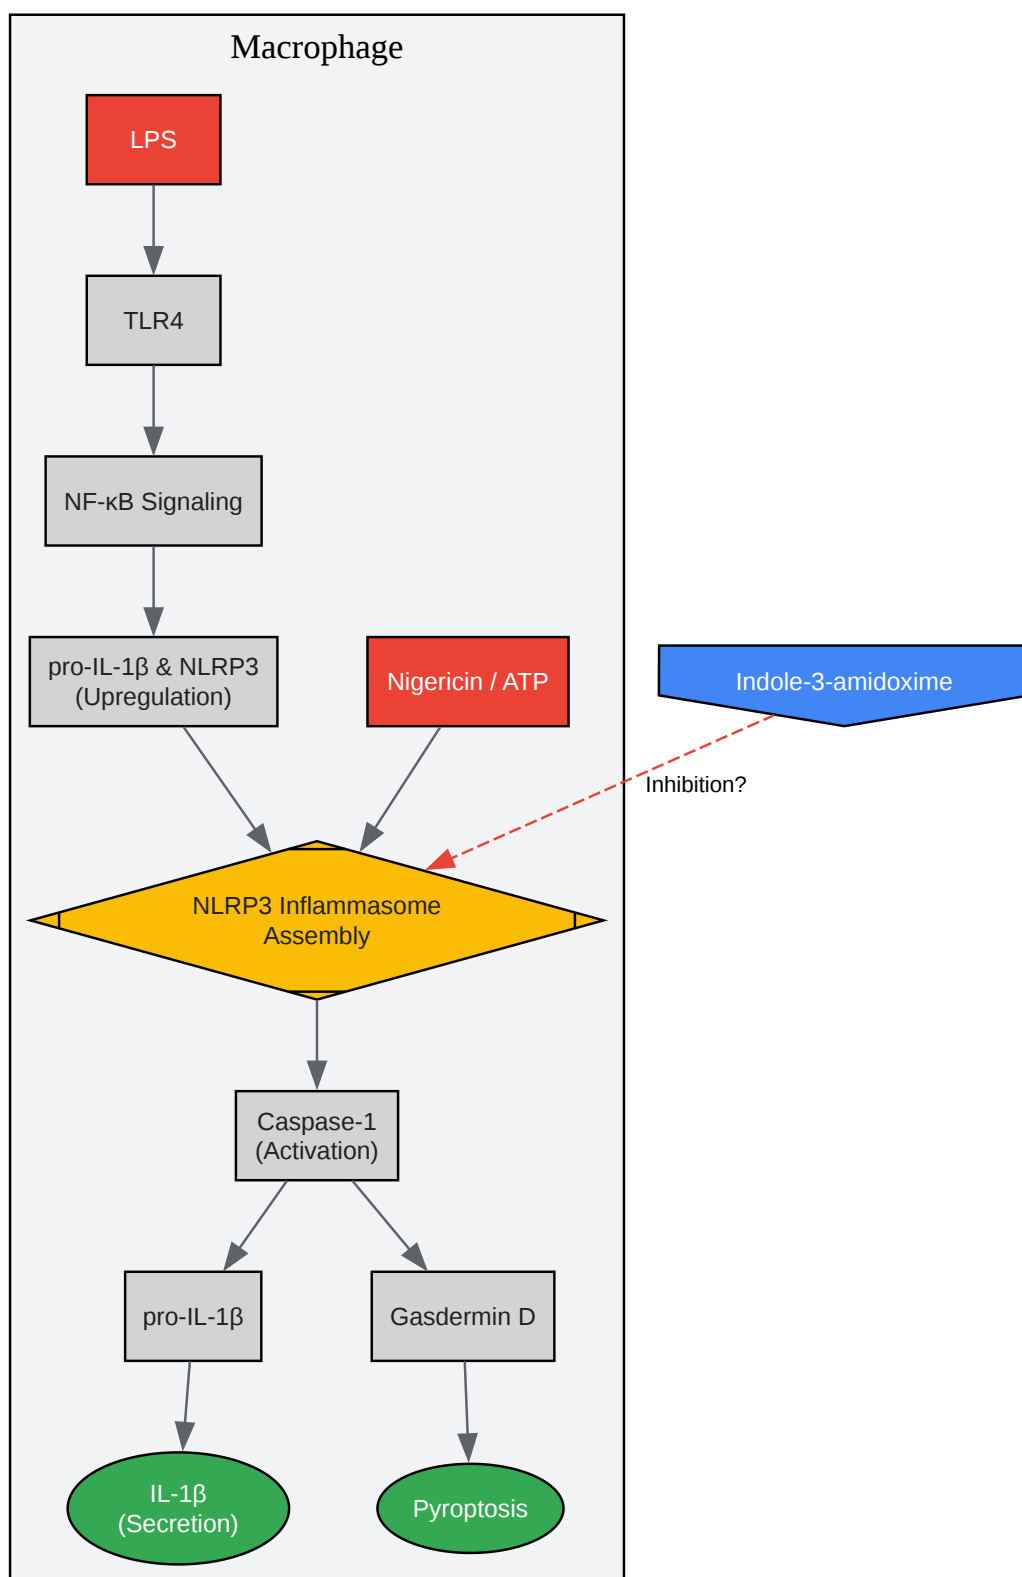 Macrophage
LPS
TLR4
NF-κB Signaling
pro-IL-1β & NLRP3
(Upregulation)
Nigericin / ATP
Indole-3-amidoxime
Inhibition?
NLRP3 Inflammasome
Assembly
Caspase-1
(Activation)
pro-IL-1β
Gasdermin D
IL-1β
(Secretion)
Pyroptosis